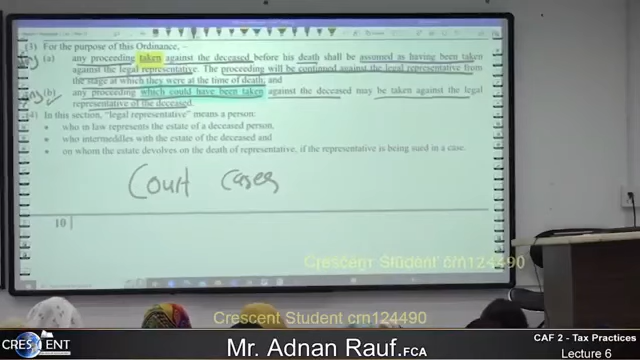 (3) For the purpose of this Ordinance, –
(a) any proceeding taken against the deceased before his death shall be assumed as having been taken
against the legal representative. The proceeding will be continued against the legal representative from
the stage at which they were at the time of death; and
(b) any proceeding which could have been taken against the deceased may be taken against the legal
representative of the deceased.
(4) In this section, "legal representative" means a person:
• who in law represents the estate of a deceased person,
• who intermeddles with the estate of the deceased and
• on whom the estate devolves on the death of representative, if the representative is being sued in a case.
Court cases
10
Crescent Student crn124490
Crescent Student crn124490
CRESCENT
Mr. Adnan Rauf.FCA
CAF 2 - Tax Practices
Lecture 6